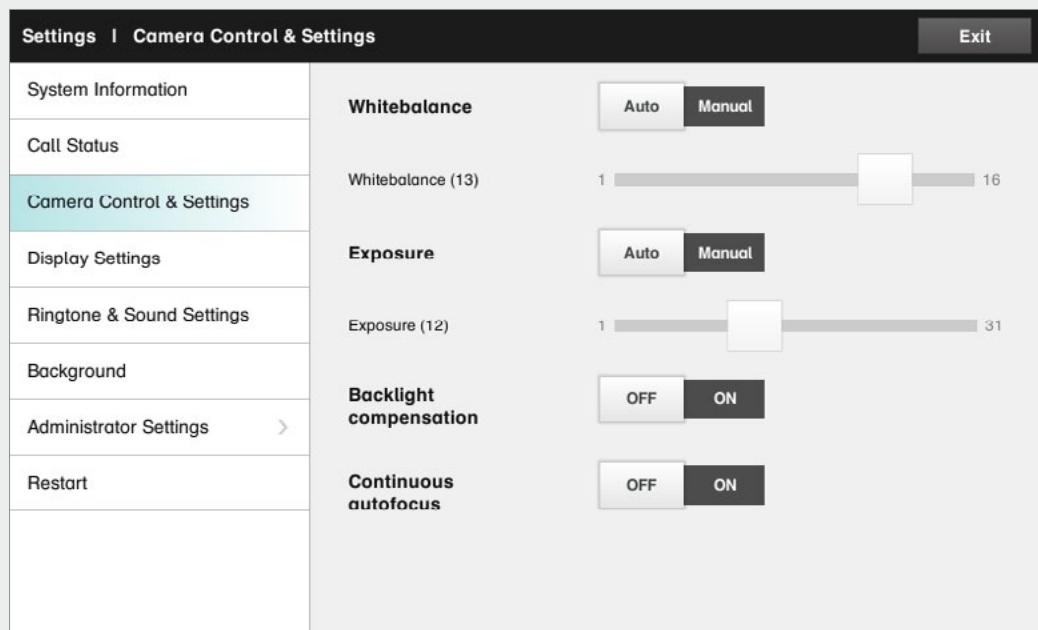 Settings | Camera Control & Settings
Exit
System Information
Call Status
Camera Control & Settings
Display Settings
Ringtone & Sound Settings
Background
Administrator Settings
Restart
Whitebalance
Auto Manual
Whitebalance (13)
1 16
Exposure
Auto Manual
Exposure (12)
1 31
Backlight
compensation
OFF ON
Continuous
autofocus
OFF ON